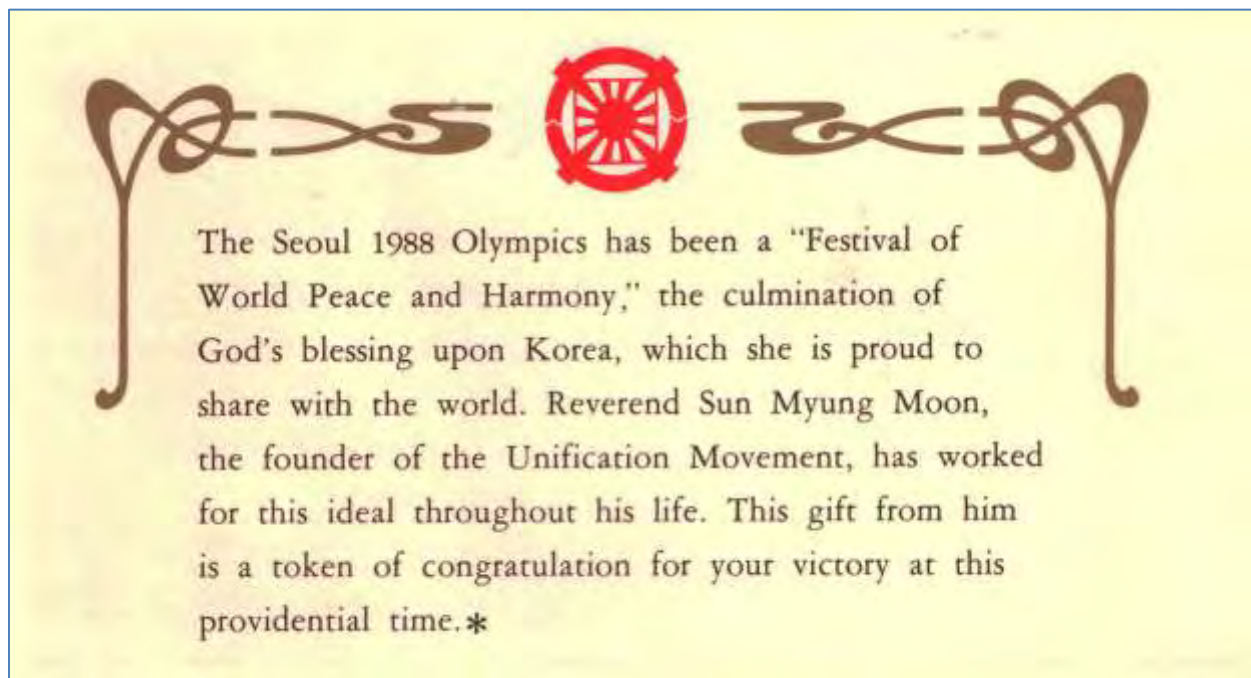 The Seoul 1988 Olympics has been a “Festival of
World Peace and Harmony,” the culmination of
God’s blessing upon Korea, which she is proud to
share with the world. Reverend Sun Myung Moon,
the founder of the Unification Movement, has worked
for this ideal throughout his life. This gift from him
is a token of congratulation for your victory at this
providential time.*